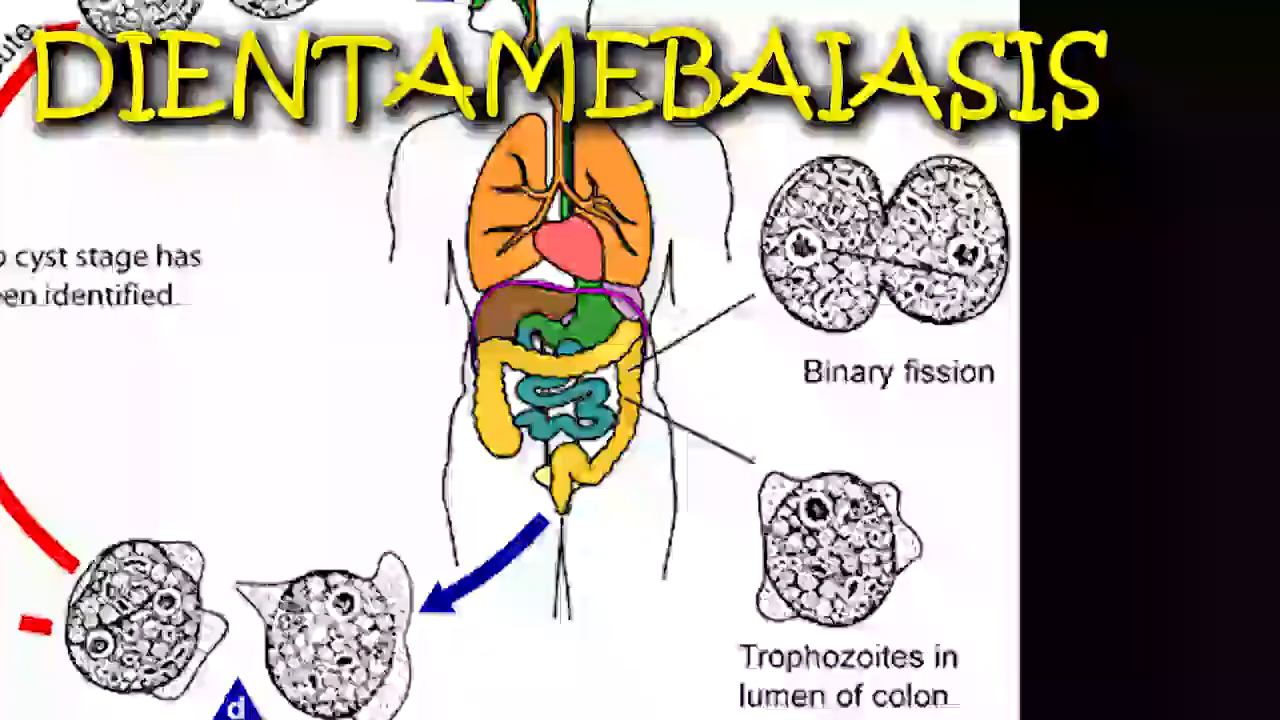 DIENTAMEBAIASIS
cyst stage has
identified.
Binary fission
Trophozoites in
lumen of colon
d